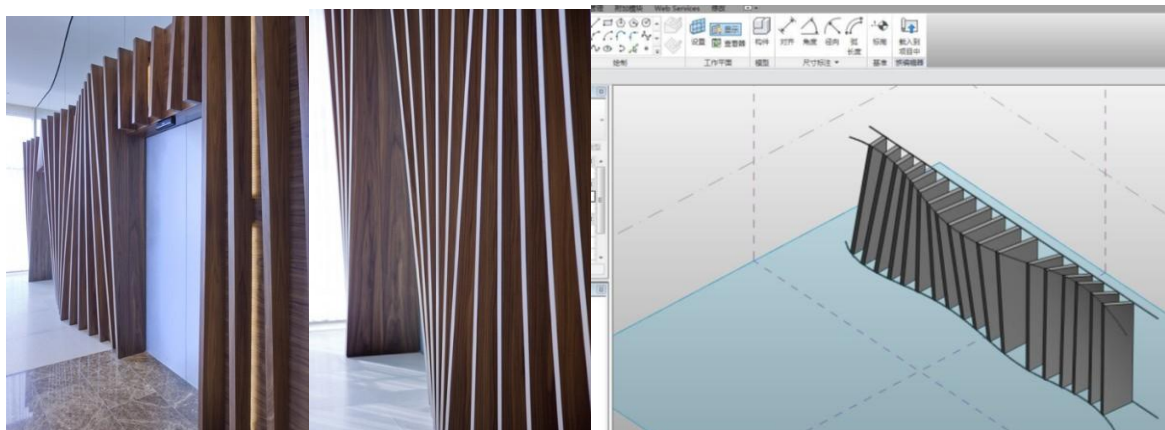 附加模块 Web Services 修改
设置
显示
查看器
构件
对齐 角度 径向 弧
长度
标高
载入到
项目中
绘制 工作平面 模型 尺寸标注 基准 族编辑器